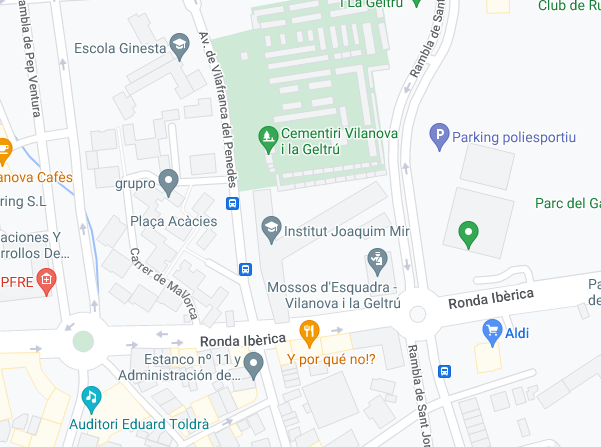 i La Geltrú
Club de Ru
Rambla de Sant
Rambla de Pep Ventura
Escola Ginesta
Av. de Vilafranca del Penedès
Cementiri Vilanova
i la Geltrú
Parking poliesportiu
anova Cafès
grupro
ring S.L
Plaça Acàcies
Parc del Ga
Institut Joaquim Mir
aciones Y
rrollos De...
Carrer de Mallorca
PFRE
Mossos d'Esquadra -
Vilanova i la Geltrú
Ronda Ibèrica
Pa
de
Aldi
Ronda Ibèrica
Y por qué no!?
Estanco nº 11 y
Administración de...
Rambla de Sant Jor
Auditori Eduard Toldrà